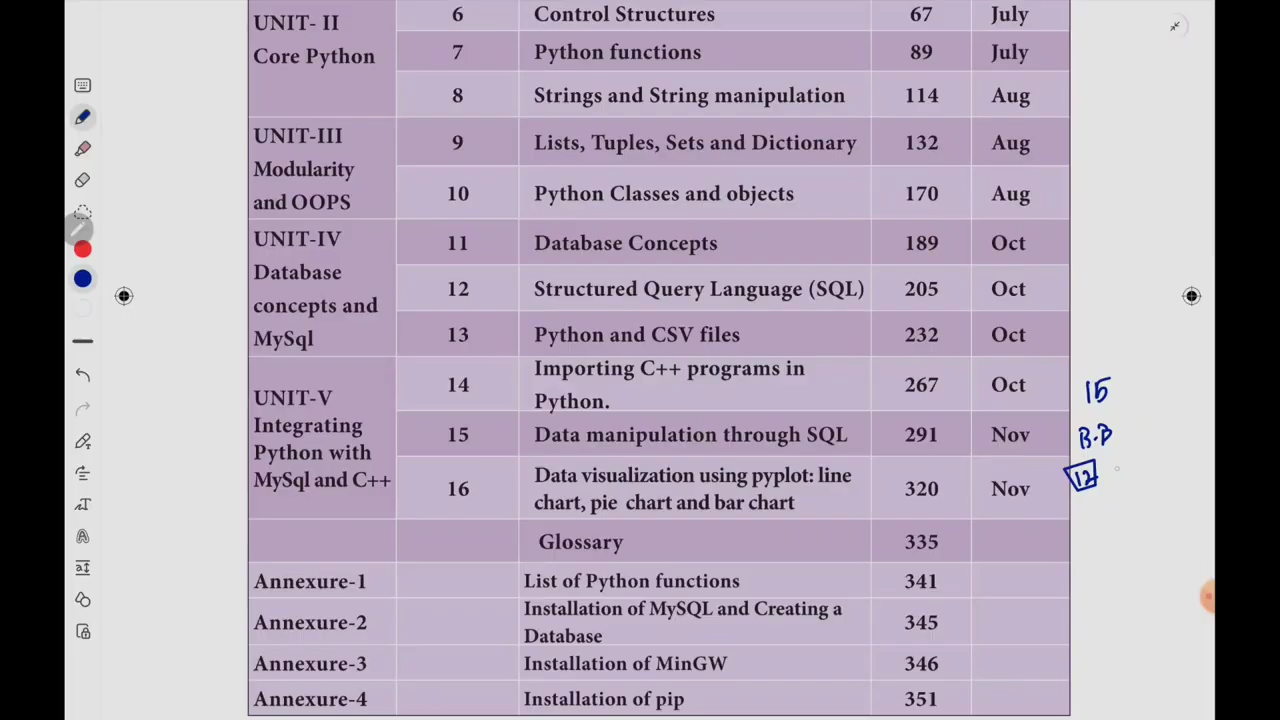 UNIT- II
Core Python
6 Control Structures 67 July
7 Python functions 89 July
8 Strings and String manipulation 114 Aug
UNIT-III
Modularity
and OOPS
9 Lists, Tuples, Sets and Dictionary 132 Aug
10 Python Classes and objects 170 Aug
UNIT-IV
Database
concepts and
MySql
11 Database Concepts 189 Oct
12 Structured Query Language (SQL) 205 Oct
13 Python and CSV files 232 Oct
UNIT-V
Integrating
Python with
MySql and C++
14 Importing C++ programs in
Python. 267 Oct
15
15 Data manipulation through SQL 291 Nov
B.B
16 Data visualization using pyplot: line
chart, pie chart and bar chart 320 Nov
12
Glossary 335
Annexure-1 List of Python functions 341
Annexure-2 Installation of MySQL and Creating a
Database 345
Annexure-3 Installation of MinGW 346
Annexure-4 Installation of pip 351